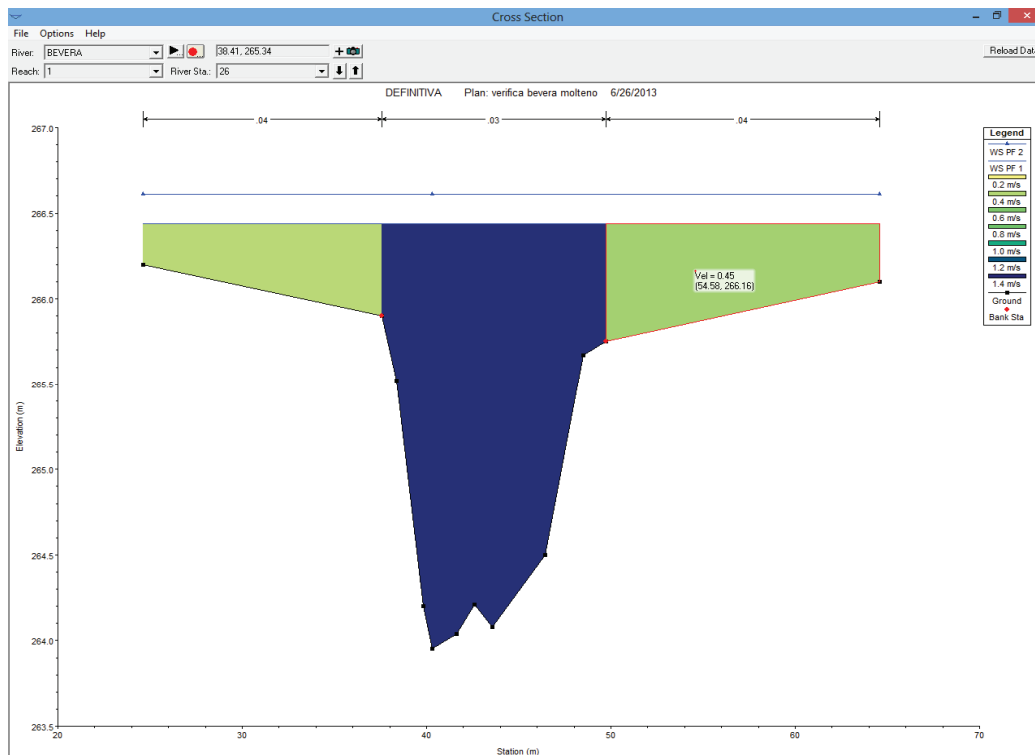 Cross Section
File Options Help
River: BEVERA 38.41, 265.34 Reload Data
Reach: 1 River Sta.: 26
DEFINITIVA Plan: verifica bevera molteno 6/26/2013
.04 .03 .04
267.0
266.5
266.0
265.5
265.0
264.5
264.0
263.5
Elevation (m)
Vel = 0.45
(54.58, 266.16)
Legend
WS PF 2
WS PF 1
0.2 m/s
0.4 m/s
0.6 m/s
0.8 m/s
1.0 m/s
1.2 m/s
1.4 m/s
Ground
Bank Sta
20 30 40 50 60 70
Station (m)